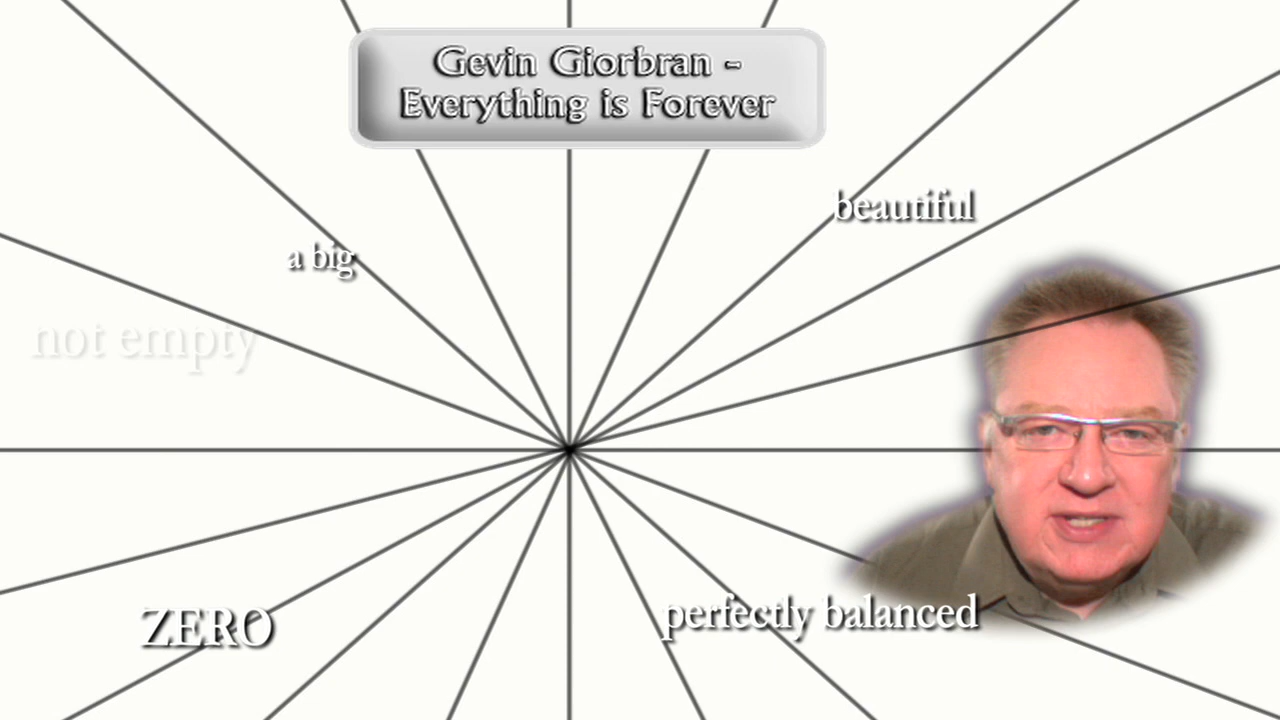 Gevin Giorbran -
Everything is Forever
beautiful
a big
not empty
ZERO
perfectly balanced